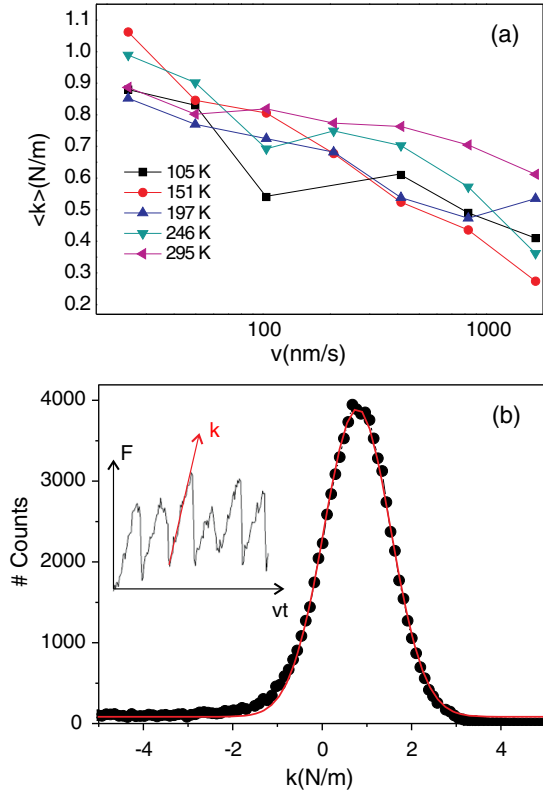 (a)
<k>(N/m)
1.1
1.0
0.9
0.8
0.7
0.6
0.5
0.4
0.3
0.2
105 K
151 K
197 K
246 K
295 K
100
1000
v(nm/s)
(b)
# Counts
4000
3000
2000
1000
0
F
k
vt
-4
-2
0
2
4
k(N/m)